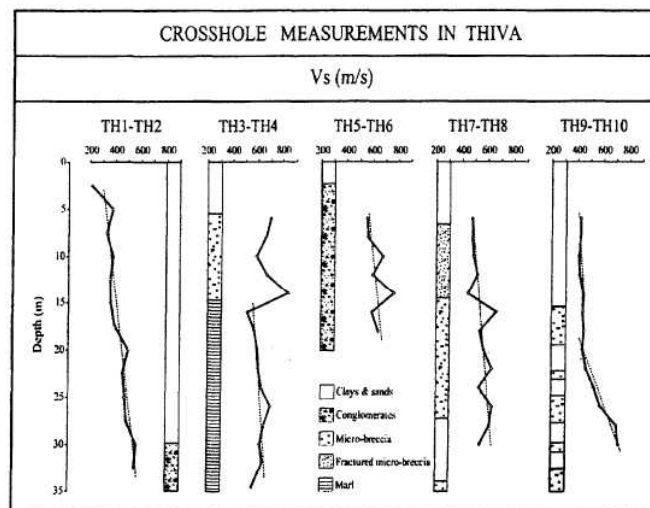 CROSSHOLE MEASUREMENTS IN THIVA
Vs (m/s)
TH1-TH2 TH3-TH4 TH5-TH6 TH7-TH8 TH9-TH10
200 400 600 800 200 400 600 800 200 400 600 800 200 400 600 800 200 400 600 800
0
5
10
15
20
25
30
35
Depth (m)
Clays & sands
Conglomerates
Micro-breccia
Fractured micro-breccia
Marl